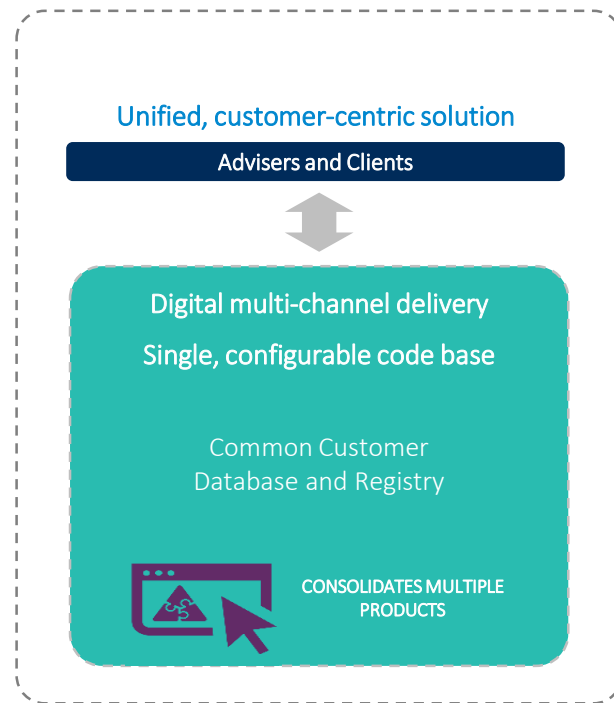 Unified, customer-centric solution
Advisers and Clients
Digital multi-channel delivery
Single, configurable code base
Common Customer
Database and Registry
CONSOLIDATES MULTIPLE
PRODUCTS